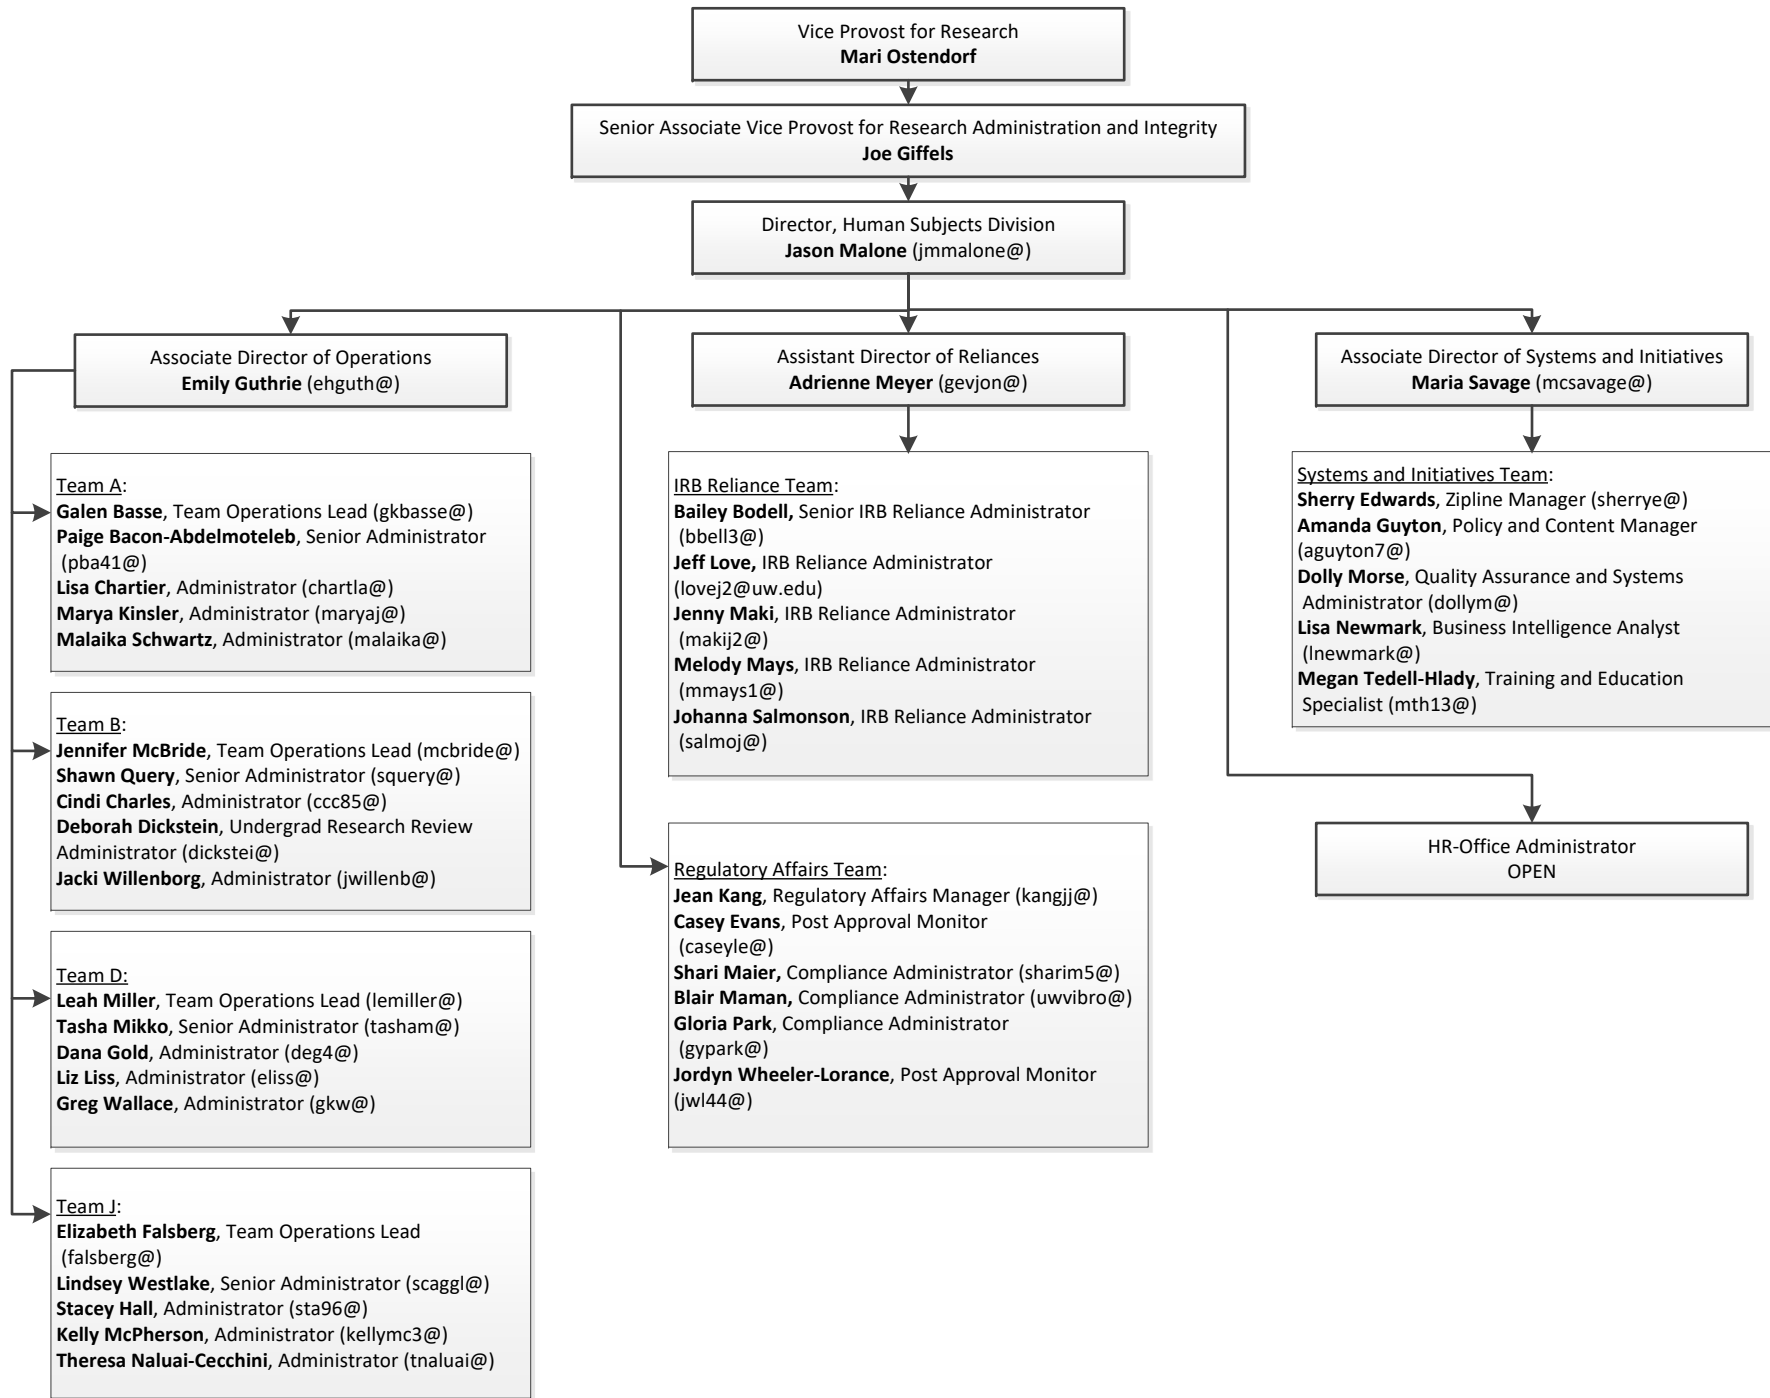 Vice Provost for Research
Mari Ostendorf
Senior Associate Vice Provost for Research Administration and Integrity
Joe Giffels
Director, Human Subjects Division
Jason Malone (jmmalone@)
Associate Director of Operations
Emily Guthrie (ehguth@)
Assistant Director of Reliances
Adrienne Meyer (gevjon@)
Associate Director of Systems and Initiatives
Maria Savage (mcsavage@)
Team A:
Galen Basse, Team Operations Lead (gkbasse@)
Paige Bacon-Abdelmoteleb, Senior Administrator
(pba41@)
Lisa Chartier, Administrator (chartla@)
Marya Kinsler, Administrator (maryaj@)
Malaika Schwartz, Administrator (malaika@)
Team B:
Jennifer McBride, Team Operations Lead (mcbride@)
Shawn Query, Senior Administrator (squery@)
Cindi Charles, Administrator (ccc85@)
Deborah Dickstein, Undergrad Research Review
Administrator (dickstei@)
Jacki Willenborg, Administrator (jwillenb@)
Team D:
Leah Miller, Team Operations Lead (lemiller@)
Tasha Mikko, Senior Administrator (tasham@)
Dana Gold, Administrator (deg4@)
Liz Liss, Administrator (eliss@)
Greg Wallace, Administrator (gkw@)
Team J:
Elizabeth Falsberg, Team Operations Lead
(falsberg@)
Lindsey Westlake, Senior Administrator (scaggl@)
Stacey Hall, Administrator (sta96@)
Kelly McPherson, Administrator (kellymc3@)
Theresa Naluai-Cecchini, Administrator (tnaluai@)
IRB Reliance Team:
Bailey Bodell, Senior IRB Reliance Administrator
(bbell3@)
Jeff Love, IRB Reliance Administrator
(lovej2@uw.edu)
Jenny Maki, IRB Reliance Administrator
(makij2@)
Melody Mays, IRB Reliance Administrator
(mmays1@)
Johanna Salmonson, IRB Reliance Administrator
(salmoj@)
Regulatory Affairs Team:
Jean Kang, Regulatory Affairs Manager (kangjj@)
Casey Evans, Post Approval Monitor
(caseyle@)
Shari Maier, Compliance Administrator (sharim5@)
Blair Maman, Compliance Administrator (uwvibro@)
Gloria Park, Compliance Administrator
(gypark@)
Jordyn Wheeler-Lorance, Post Approval Monitor
(jwl44@)
Systems and Initiatives Team:
Sherry Edwards, Zipline Manager (sherrye@)
Amanda Guyton, Policy and Content Manager
(aguyton7@)
Dolly Morse, Quality Assurance and Systems
Administrator (dollym@)
Lisa Newmark, Business Intelligence Analyst
(lnewmark@)
Megan Tedell-Hlady, Training and Education
Specialist (mth13@)
HR-Office Administrator
OPEN